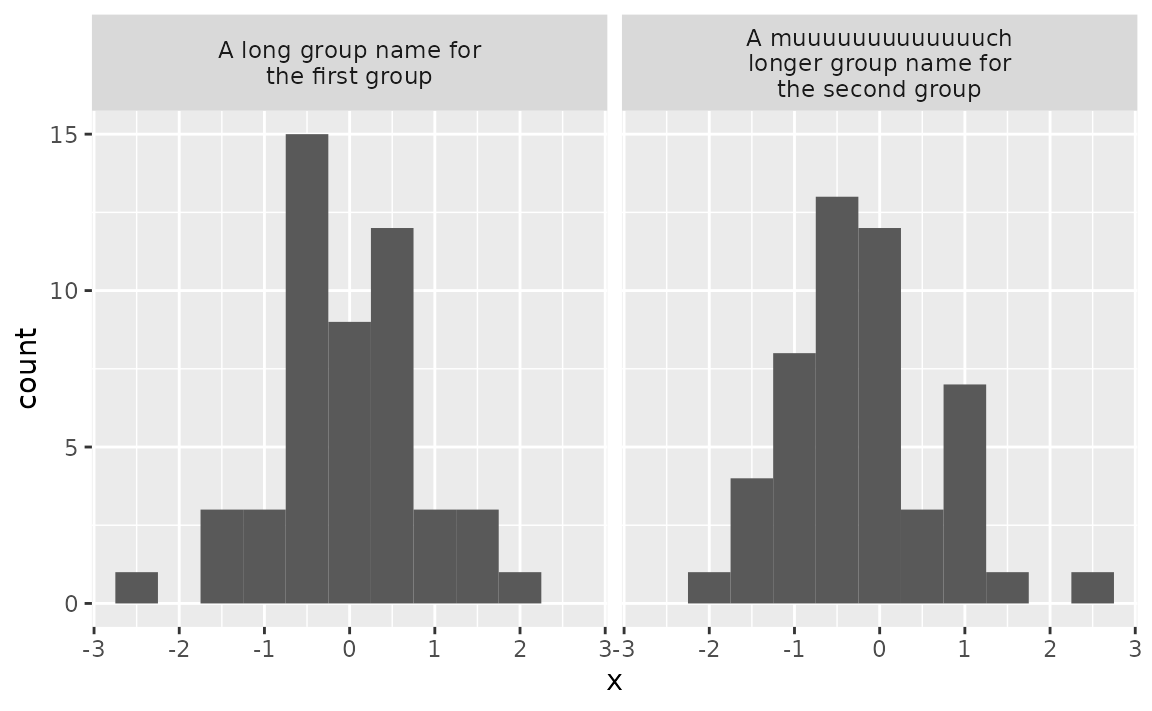 A long group name for
the first group
A muuuuuuuuuuuuuch
longer group name for
the second group
15
10
5
0
count
-3 -2 -1 0 1 2 3
-3 -2 -1 0 1 2 3
x